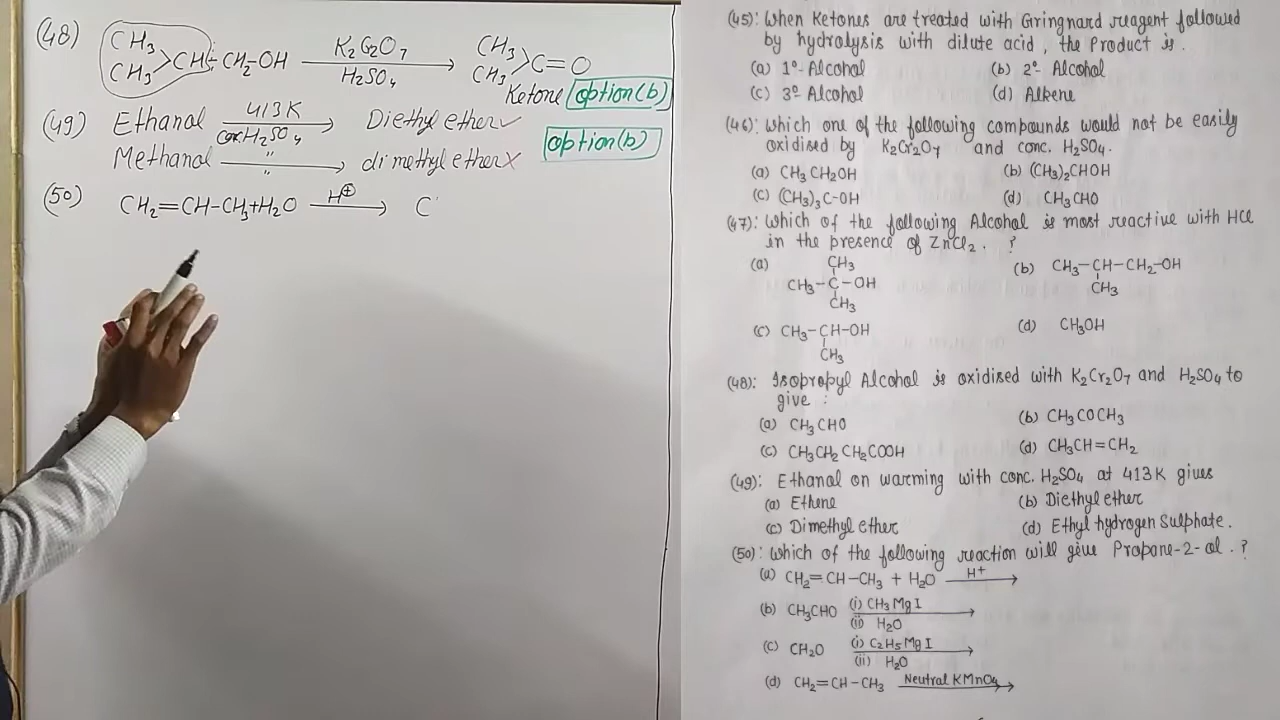 (48) CH3 CH3 > CH-CH2-OH K2Cr2O7 H2SO4 → CH3 CH3 > C=O
Ketone option(b)
(49) Ethanol 413K Conc.H2SO4 → Diethyl ether ✓
option(b)
Methanol " " → dimethyl ether X
(50) CH2=CH-CH3+H2O H⊕ → C
(45): When Ketones are treated with Gringnard reagent followed
by hydrolysis with dilute acid, the Product is.
(a) 1°-Alcohol (b) 2°- Alcohol
(c) 3° Alcohol (d) Alkene
(46): Which one of the following compounds would not be easily
oxidised by K2Cr2O7 and conc. H2SO4.
(a) CH3CH2OH (b) (CH3)2CHOH
(c) (CH3)3C-OH (d) CH3CHO
(47): Which of the following Alcohol is most reactive with HCl
in the presence of ZnCl2. ?
(a) CH3-C-OH CH3 CH3 (b) CH3-CH-CH2-OH CH3
(c) CH3-CH-OH CH3 (d) CH3OH
(48): Isopropyl Alcohol is oxidised with K2Cr2O7 and H2SO4 to
give :
(a) CH3CHO (b) CH3COCH3
(c) CH3CH2CH2COOH (d) CH3CH=CH2
(49): Ethanol on warming with conc. H2SO4 at 413K gives
(a) Ethene (b) Diethyl ether
(c) Dimethyl ether (d) Ethyl hydrogen Sulphate.
(50): Which of the following reaction will give Propane-2-ol. ?
(a) CH2=CH-CH3 + H2O H+ →
(b) CH3CHO (i) CH3MgI (ii) H2O →
(c) CH2O (i) C2H5MgI (ii) H2O →
(d) CH2=CH-CH3 Neutral KMnO4 →